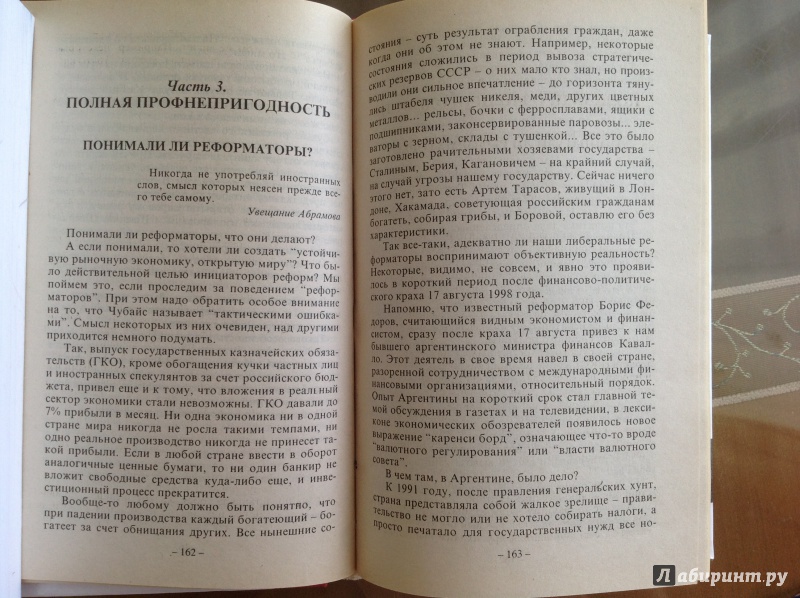 Часть 3.
ПОЛНАЯ ПРОФНЕПРИГОДНОСТЬ
ПОНИМАЛИ ЛИ РЕФОРМАТОРЫ?
Никогда не употребляй иностранных
слов, смысл которых неясен прежде все-
го тебе самому.
Увещание Абрамова
Понимали ли реформаторы, что они делают?
А если понимали, то хотели ли создать "устойчи-
вую рыночную экономику, открытую миру"? Что бы-
ло действительной целью инициаторов реформ? Мы
поймем это, если проследим за поведением "рефор-
маторов". При этом надо обратить особое внимание
на то, что Чубайс называет "тактическими ошибка-
ми". Смысл некоторых из них очевиден, над другими
приходится немного подумать.
Так, выпуск государственных казначейских обяза-
тельств (ГКО), кроме обогащения кучки частных лиц
и иностранных спекулянтов за счет российского бюд-
жета, привел еще и к тому, что вложения в реальный
сектор экономики стали невозможны. ГКО давали до
7% прибыли в месяц. Ни одна экономика ни в одной
стране мира никогда не росла такими темпами, ни
одно реальное производство никогда не принесет та-
кой прибыли. Если в любой стране ввести в оборот
аналогичные ценные бумаги, то ни один банкир не
вложит свободные средства куда-либо еще, и инве-
стиционный процесс прекратится.
Вообще-то любому должно быть понятно, что
при падении производства каждый богатеющий – бо-
гатеет за счет обнищания других. Все нынешние со-
– 162 –
стояния – суть результат ограбления граждан, даже
когда они об этом не знают. Например, некоторые
состояния сложились в период вывоза стратегиче-
ских резервов СССР – о них мало кто знал, но произ-
водили они сильное впечатление – до горизонта тяну-
лись штабеля чушек никеля, меди, других цветных
металлов... рельсы, бочки с ферросплавами, ящики с
подшипниками, законсервированные паровозы... эле-
ваторы с зерном, склады с тушенкой... Все это было
заготовлено рачительными хозяевами государства –
Сталиным, Берия, Кагановичем – на крайний случай,
на случай угрозы нашему государству. Сейчас ничего
этого нет, зато есть Артем Тарасов, живущий в Лон-
доне, Хакамада, советующая российским гражданам
богатеть, собирая грибы, и Боровой, оставлю его без
характеристики.
Так все-таки, адекватно ли наши либеральные ре-
форматоры воспринимают объективную реальность?
Некоторые, видимо, не совсем, и явно это проявилось
в короткий период после финансово-политическо-
го краха 17 августа 1998 года.
Напомню, что известный реформатор Борис Фе-
доров, считающийся видным экономистом и финан-
систом, сразу после краха 17 августа привез к нам
бывшего аргентинского министра финансов Кавал-
ло. Этот деятель в свое время навел в своей стране,
разоренной сотрудничеством с международными фи-
нансовыми организациями, относительный порядок.
Опыт Аргентины на короткий срок стал главной те-
мой обсуждения в газетах и на телевидении, в лекси-
коне экономических обозревателей появилось новое
выражение "каренси борд", означающее что-то вроде
"валютного регулирования" или "власти валютного
совета".
В чем там, в Аргентине, было дело?
К 1991 году, после правления генеральских хунт,
страна представляла собой жалкое зрелище – прави-
тельство не могло или не хотело собирать налоги, а
просто печатало для государственных нужд все но-
– 163 –
Лабиринт.ру